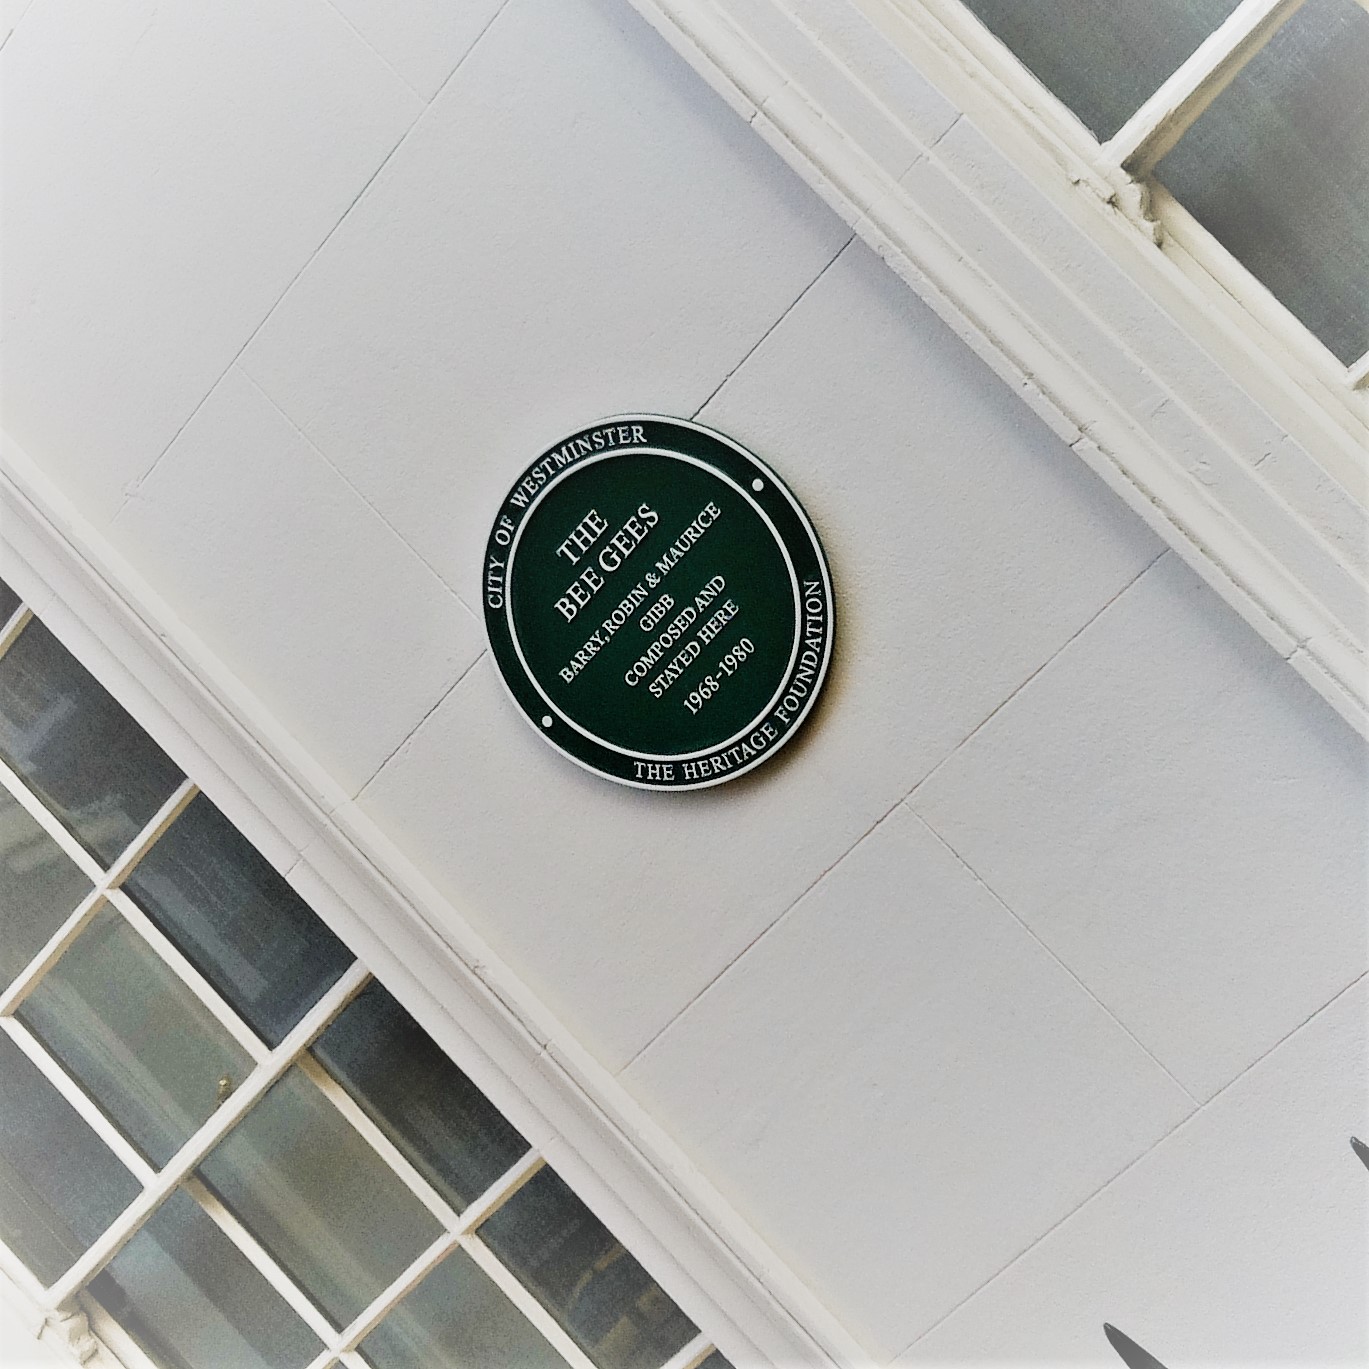 CITY OF WESTMINSTER
THE
BEE GEES
BARRY, ROBIN & MAURICE
GIBB
COMPOSED AND
STAYED HERE
1968-1980
THE HERITAGE FOUNDATION